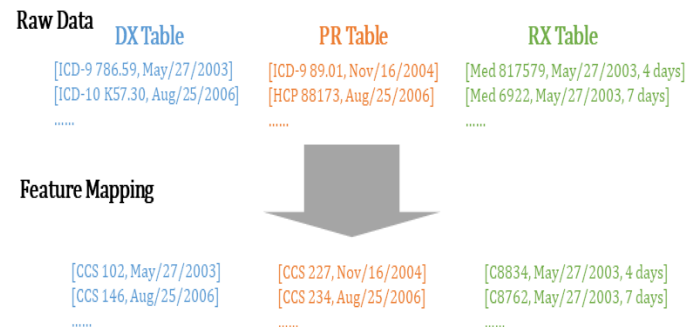 Raw Data
DX Table PR Table RX Table
[ICD-9 786.59, May/27/2003] [ICD-9 89.01, Nov/16/2004] [Med 817579, May/27/2003, 4 days]
[ICD-10 K57.30, Aug/25/2006] [HCP 88173, Aug/25/2006] [Med 6922, May/27/2003, 7 days]
...... ...... ......
Feature Mapping
[CCS 102, May/27/2003] [CCS 227, Nov/16/2004] [C8834, May/27/2003, 4 days]
[CCS 146, Aug/25/2006] [CCS 234, Aug/25/2006] [C8762, May/27/2003, 7 days]
...... ...... ......